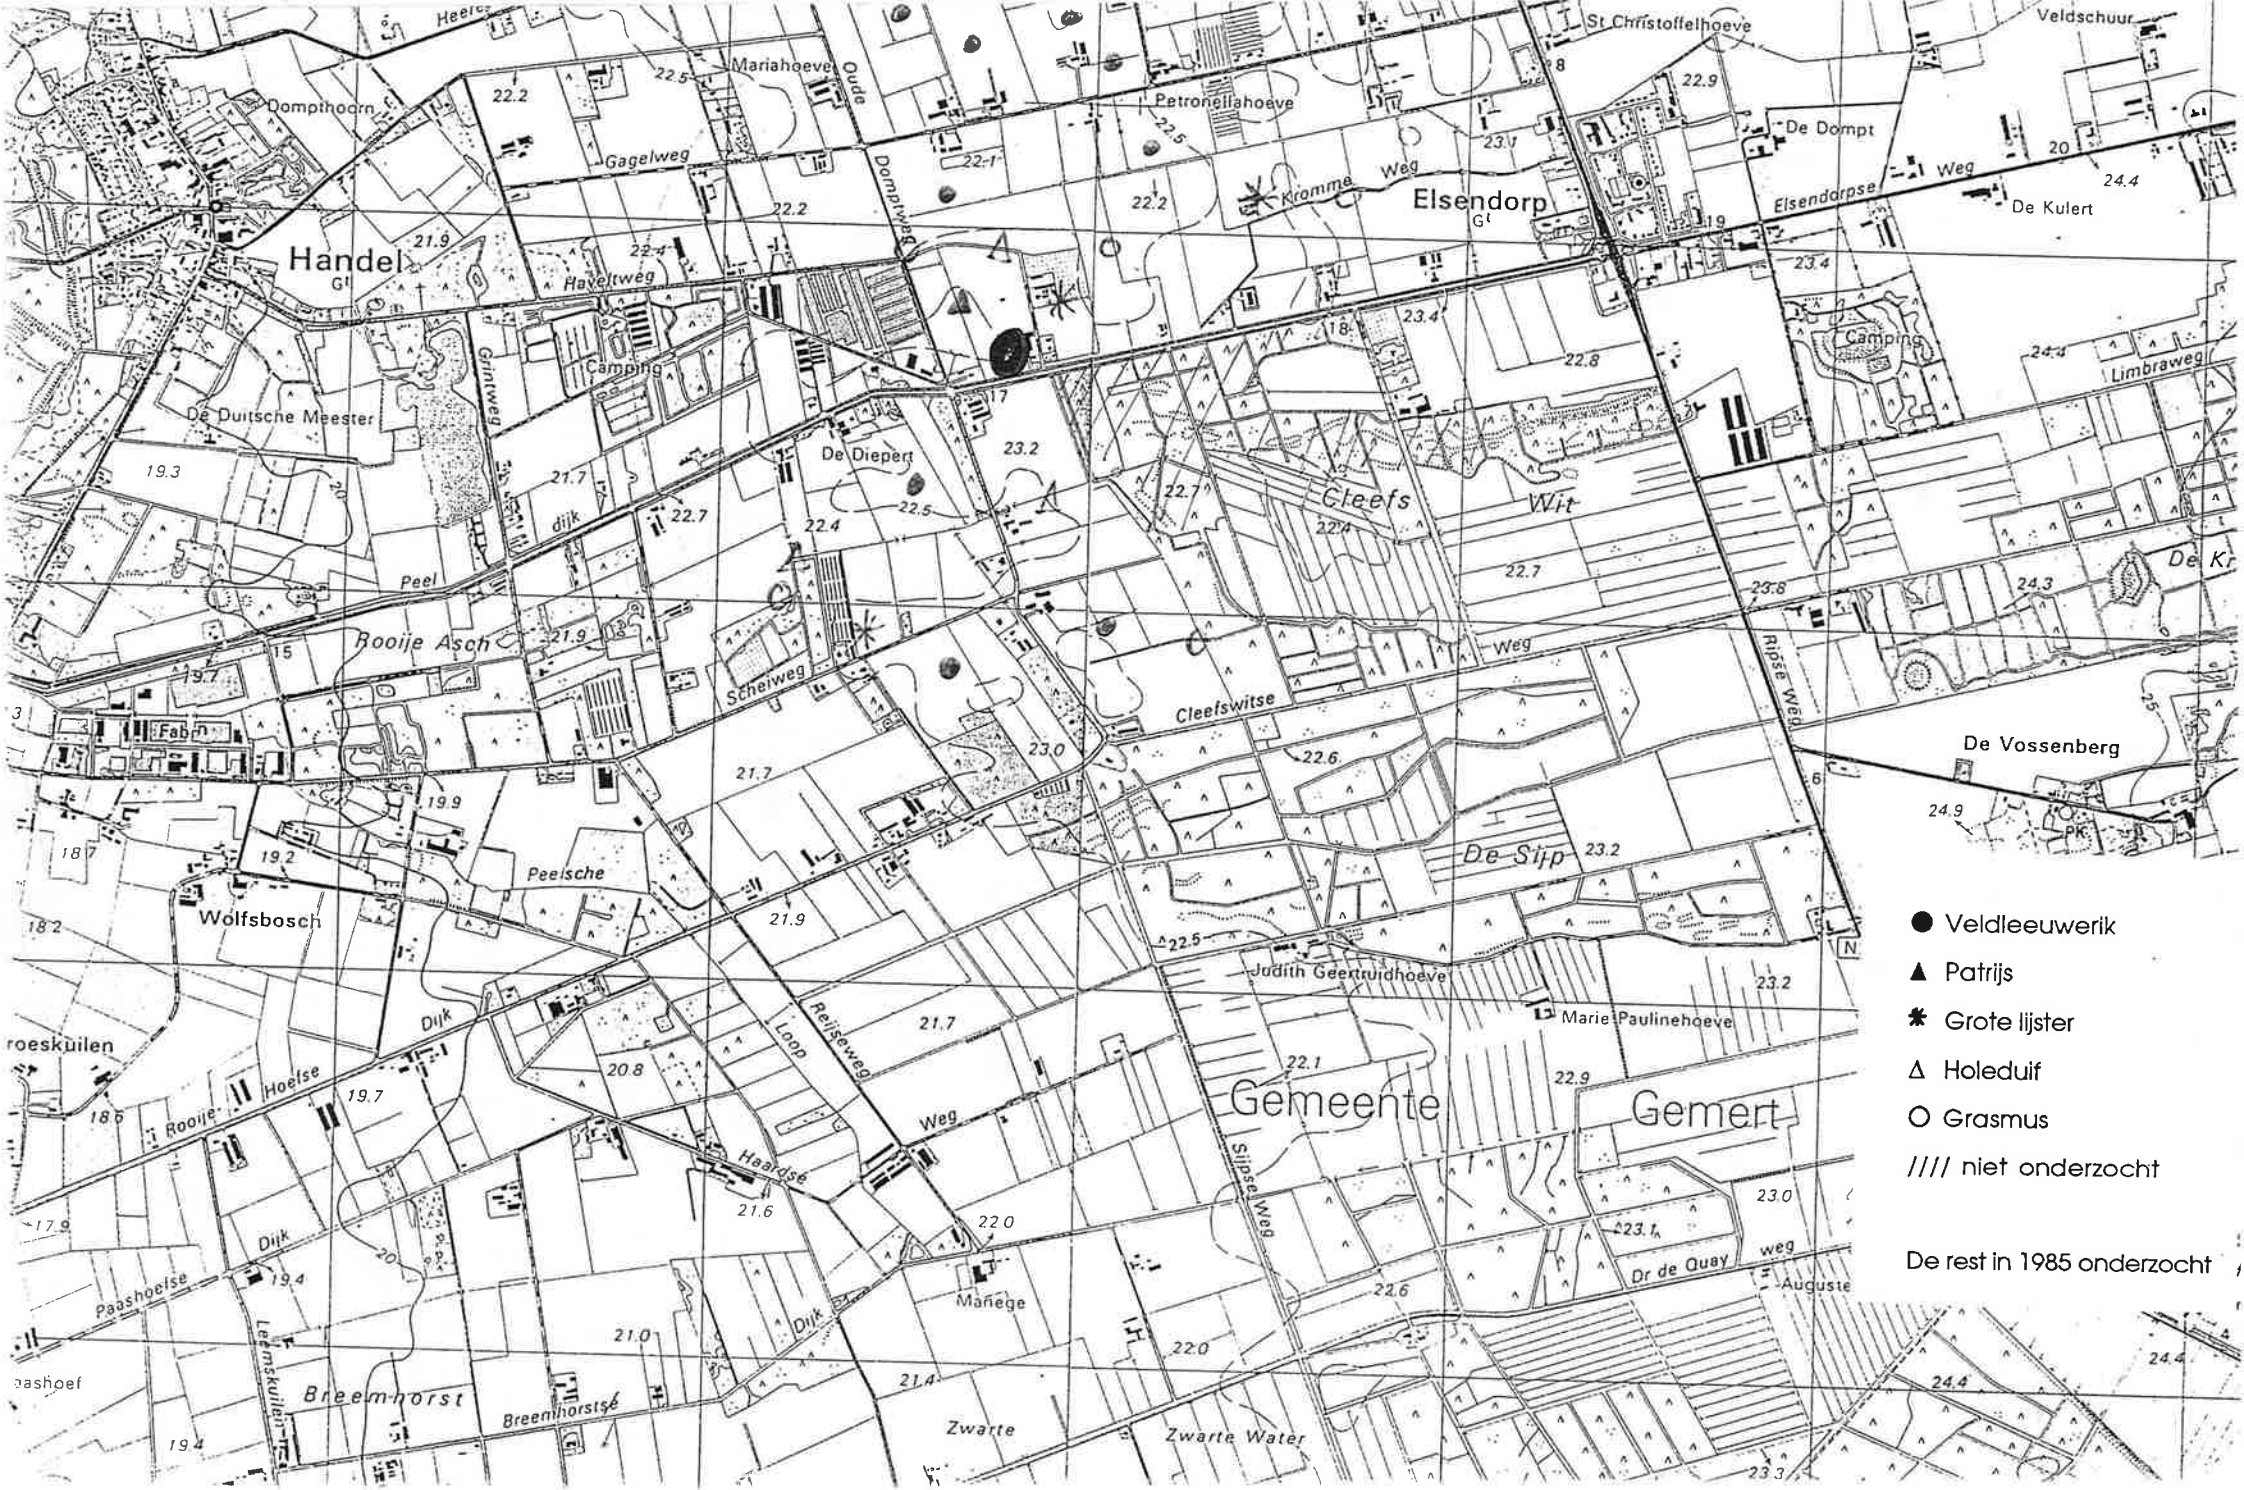 Heere
Veldschuur
St Christoffelhoeve
22.5
Mariahoeve
Oude
8
22.9
22.2
Dompthoorn
Petronellahoeve
22.5
De Dompt
23.1
20
Gagelweg
22.1
Domptweg
Kromme
Weg
Elsendorpse
Weg
24.4
22.2
22.2
Elsendorp
Gt
De Kulert
19
21.9
22.4
Handel
Gt
Haveltweg
23.4
18
23.4
Camping
24.4
Limbraweg
22.8
Grintweg
Camping
17
De Duitsche Meester
De Diepert
23.2
19.3
20
21.7
22.7
Cleefs
Wit
22.4
22.5
22.7
dijk
22.4
Peel
22.7
23.8
24.3
De Kr
Rooije Asch
21.9
15
Weg
Ripse Weg
19.7
Scheiweg
Cleefswitse
25
3
23.0
De Vossenberg
22.6
21.7
6
19.9
24.9
PK
18.7
19.2
Peelsche
De Sijp
23.2
Wolfsbosch
21.9
18.2
22.5
N
Judith Geertruidhoeve
23.2
Dijk
Loop
Reijseweg
21.7
Marie Paulinehoeve
roeskuilen
Hoefse
20.8
22.1
22.9
19.7
18.6
Rooije
Weg
Gemeente
Gemert
Haardse
Sijpse Weg
21.6
22.0
23.0
17.9
Dijk
23.1
20
weg
Dr de Quay
Auguste
Paashoefse
19.4
Manege
22.6
Leemskuilen
21.0
Dijk
22.0
aashoef
Breemhorst
21.4
24.4
24.4
Breemhorstse
Zwarte
Zwarte Water
19.4
23.3
● Veldleeuwerik
▲ Patrijs
✱ Grote lijster
△ Holeduif
○ Grasmus
//// niet onderzocht
De rest in 1985 onderzocht